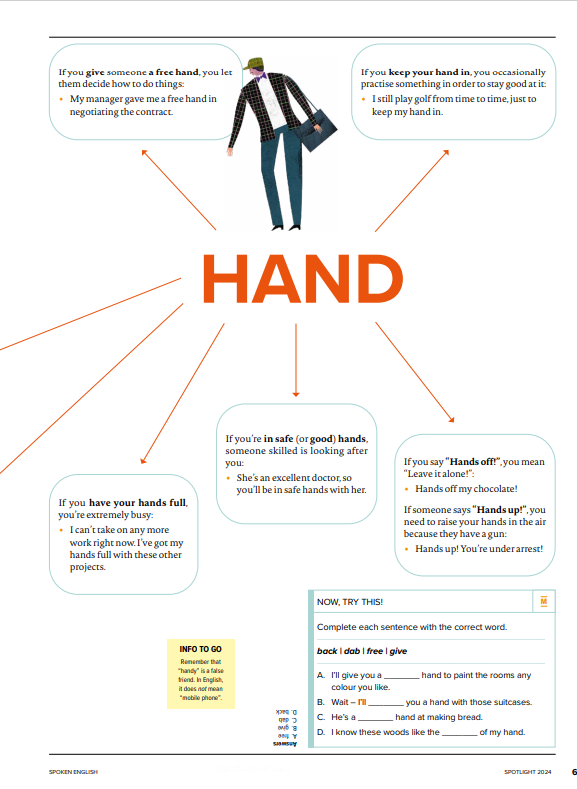 If you give someone a free hand, you let
them decide how to do things:
• My manager gave me a free hand in
negotiating the contract.
If you keep your hand in, you occasionally
practise something in order to stay good at it:
• I still play golf from time to time, just to
keep my hand in.
HAND
If you're in safe (or good) hands,
someone skilled is looking after
you:
• She's an excellent doctor, so
you'll be in safe hands with her.
If you say "Hands off!", you mean
"Leave it alone!":
• Hands off my chocolate!
If someone says "Hands up!", you
need to raise your hands in the air
because they have a gun:
• Hands up! You're under arrest!
If you have your hands full,
you're extremely busy:
• I can't take on any more
work right now. I've got my
hands full with these other
projects.
INFO TO GO
Remember that
"handy" is a false
friend. In English,
it does not mean
"mobile phone".
Answers
A. free
B. give
C. dab
D. back
NOW, TRY THIS!
M
Complete each sentence with the correct word.
back | dab | free | give
A. I'll give you a ________ hand to paint the rooms any
colour you like.
B. Wait – I'll ________ you a hand with those suitcases.
C. He's a ________ hand at making bread.
D. I know these woods like the ________ of my hand.
SPOKEN ENGLISH
SPOTLIGHT 2024
6